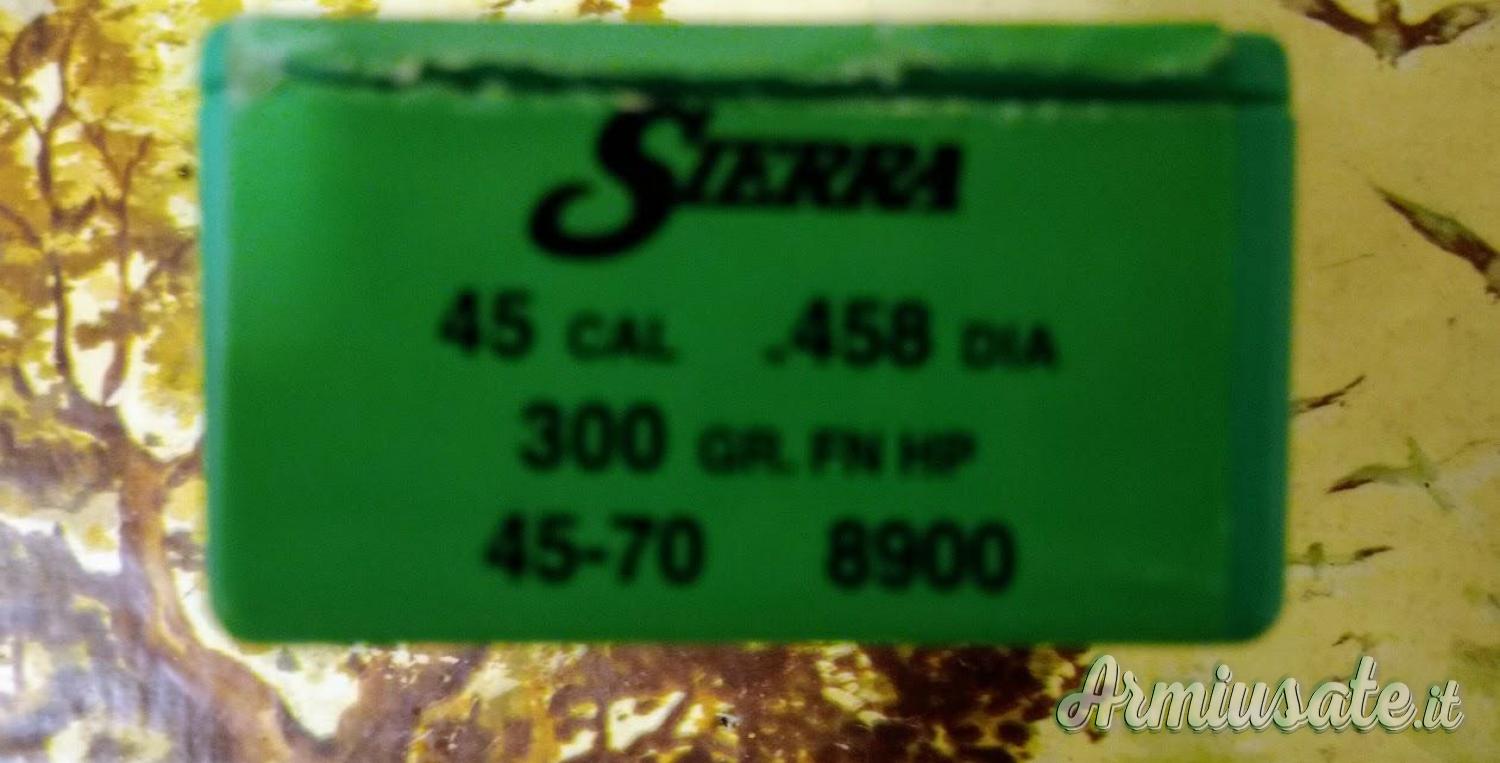 SIERRA
45 CAL .458 DIA
300 GR. FN HP
45-70 8900
Armiusate.it